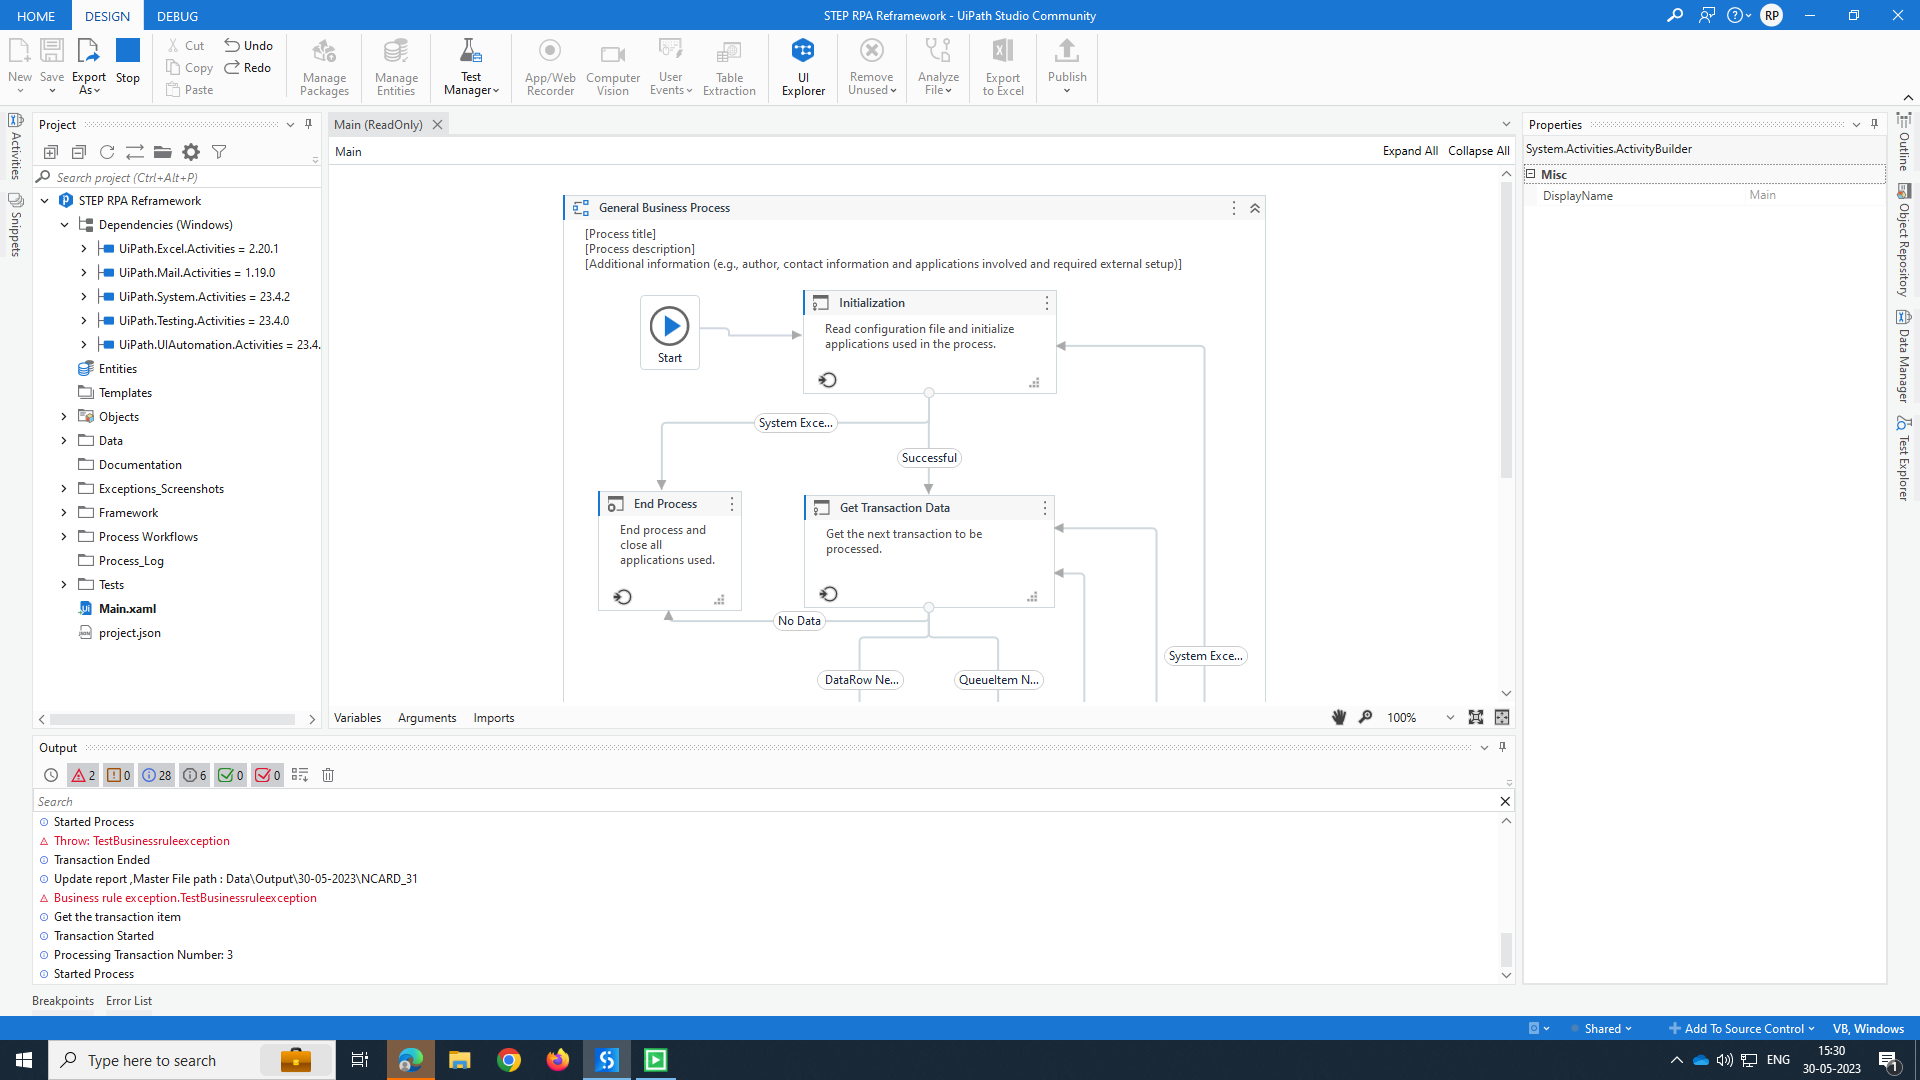 HOME
DESIGN
DEBUG
STEP RPA Reframework - UiPath Studio Community
RP
New
Save
Export As
Stop
Cut
Copy
Paste
Undo
Redo
Manage Packages
Manage Entities
Test Manager
App/Web Recorder
Computer Vision
User Events
Table Extraction
UI Explorer
Remove Unused
Analyze File
Export to Excel
Publish
Activities
Snippets
Project
Search project (Ctrl+Alt+P)
STEP RPA Reframework
Dependencies (Windows)
UiPath.Excel.Activities = 2.20.1
UiPath.Mail.Activities = 1.19.0
UiPath.System.Activities = 23.4.2
UiPath.Testing.Activities = 23.4.0
UiPath.UIAutomation.Activities = 23.4.
Entities
Templates
Objects
Data
Documentation
Exceptions_Screenshots
Framework
Process Workflows
Process_Log
Tests
Main.xaml
project.json
Main (ReadOnly)
Main
Expand All
Collapse All
General Business Process
[Process title]
[Process description]
[Additional information (e.g., author, contact information and applications involved and required external setup)]
Start
Initialization
Read configuration file and initialize
applications used in the process.
System Exce...
Successful
End Process
End process and
close all
applications used.
Get Transaction Data
Get the next transaction to be
processed.
No Data
DataRow Ne...
QueueItem N...
System Exce...
Variables
Arguments
Imports
100%
Properties
System.Activities.ActivityBuilder
Misc
DisplayName
Main
Outline
Object Repository
Data Manager
Test Explorer
Output
2
0
28
6
0
0
Search
Started Process
Throw: TestBusinessruleexception
Transaction Ended
Update report ,Master File path : Data\Output\30-05-2023\NCARD_31
Business rule exception.TestBusinessruleexception
Get the transaction item
Transaction Started
Processing Transaction Number: 3
Started Process
Breakpoints
Error List
Shared
Add To Source Control
VB, Windows
Type here to search
ENG
15:30
30-05-2023
1